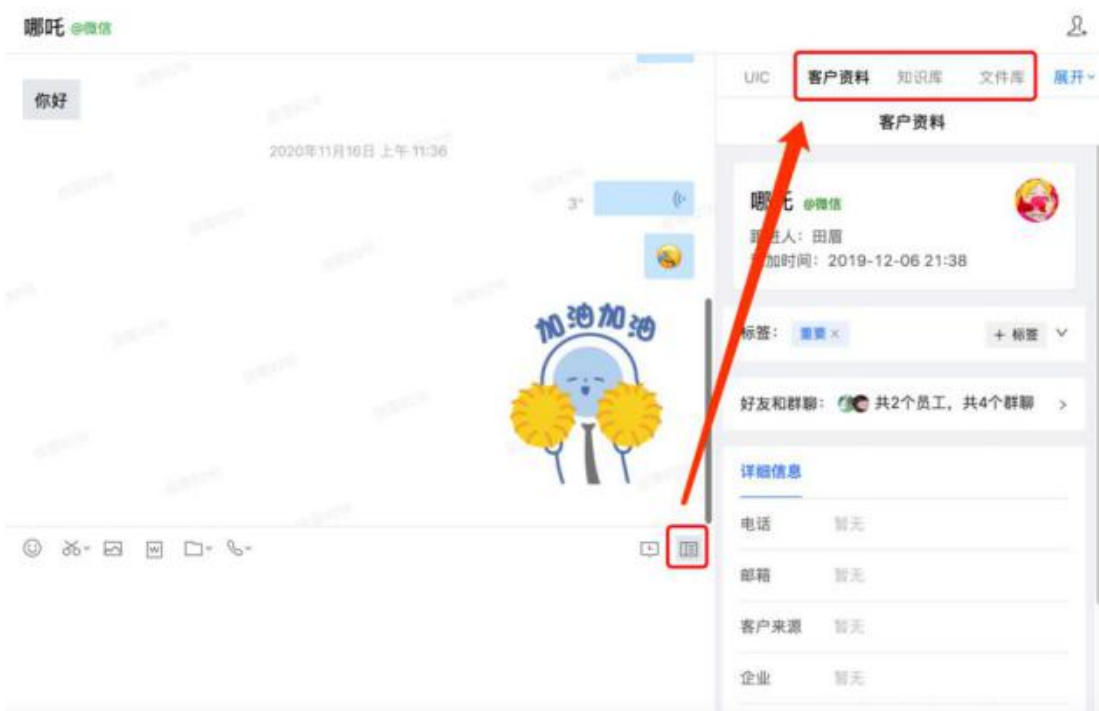 哪吒 @微信
你好
2020年11月16日 上午 11:36
3"
加油加油
UIC 客户资料 知识库 文件库 展开
客户资料
哪吒 @微信
跟进人：田眉
添加时间：2019-12-06 21:38
标签： 重要 × + 标签
好友和群聊： 共2个员工，共4个群聊
详细信息
电话 暂无
邮箱 暂无
客户来源 暂无
企业 暂无